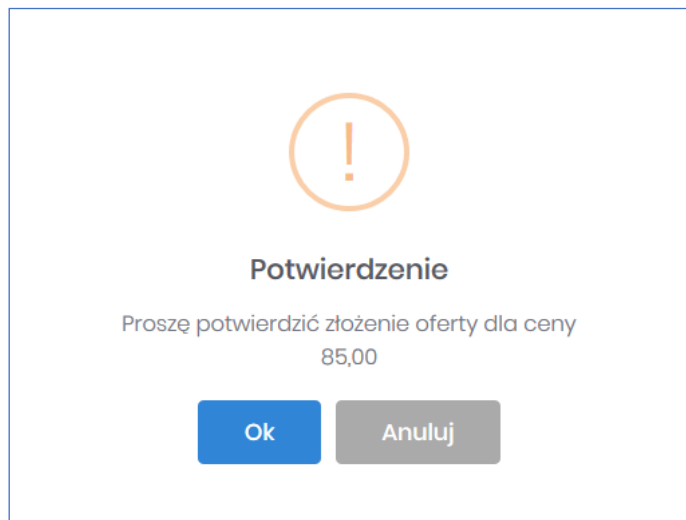 !
Potwierdzenie
Proszę potwierdzić złożenie oferty dla ceny
85,00
Ok Anuluj